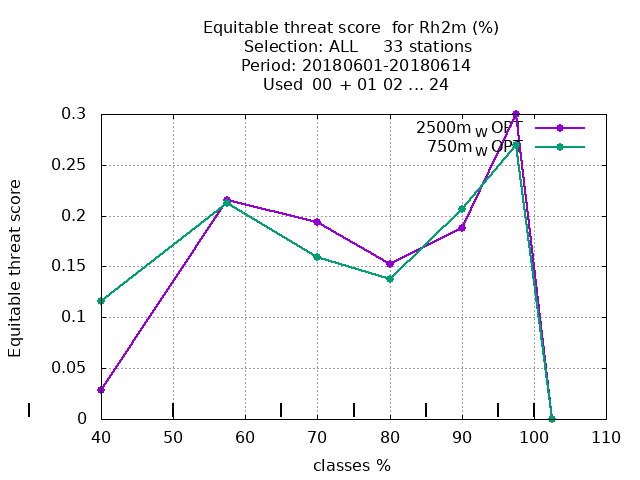 Equitable threat score  for Rh2m (%)
Selection: ALL     33 stations
Period: 20180601-20180614
Used  00 + 01 02 ... 24
0.3
0.25
0.2
0.15
0.1
0.05
0
Equitable threat score
2500m W OPT
750m W OPT
40 50 60 70 80 90 100 110
classes %